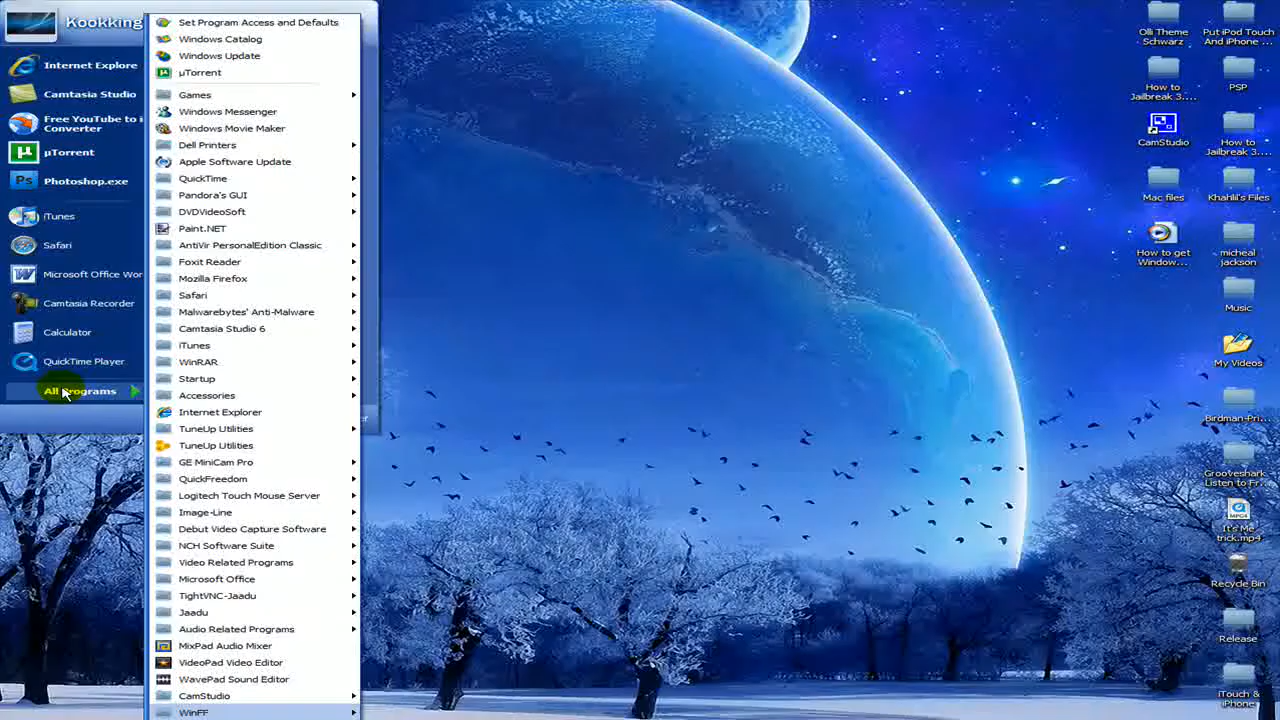 Kookking
Internet Explore
Camtasia Studio
Free YouTube to i
Converter
µTorrent
Photoshop.exe
iTunes
Safari
Microsoft Office Wor
Camtasia Recorder
Calculator
QuickTime Player
All Programs
Set Program Access and Defaults
Windows Catalog
Windows Update
µTorrent
Games
Windows Messenger
Windows Movie Maker
Dell Printers
Apple Software Update
QuickTime
Pandora's GUI
DVDVideoSoft
Paint.NET
AntiVir PersonalEdition Classic
Foxit Reader
Mozilla Firefox
Safari
Malwarebytes' Anti-Malware
Camtasia Studio 6
iTunes
WinRAR
Startup
Accessories
Internet Explorer
TuneUp Utilities
TuneUp Utilities
GE MiniCam Pro
QuickFreedom
Logitech Touch Mouse Server
Image-Line
Debut Video Capture Software
NCH Software Suite
Video Related Programs
Microsoft Office
TightVNC-Jaadu
Jaadu
Audio Related Programs
MixPad Audio Mixer
VideoPad Video Editor
WavePad Sound Editor
CamStudio
WinFF
er
Olli Theme
Schwarz
How to
Jailbreak 3....
CamStudio
Mac files
How to get
Window...
Put iPod Touch
And iPhone ...
PSP
How to
Jailbreak 3....
Khahlil's Files
micheal
jackson
Music
My Videos
Birdman-Pri...
Grooveshark
Listen to Fr...
MPEG4
It's Me
trick.mp4
Recycle Bin
Release
iTouch &
iPhone